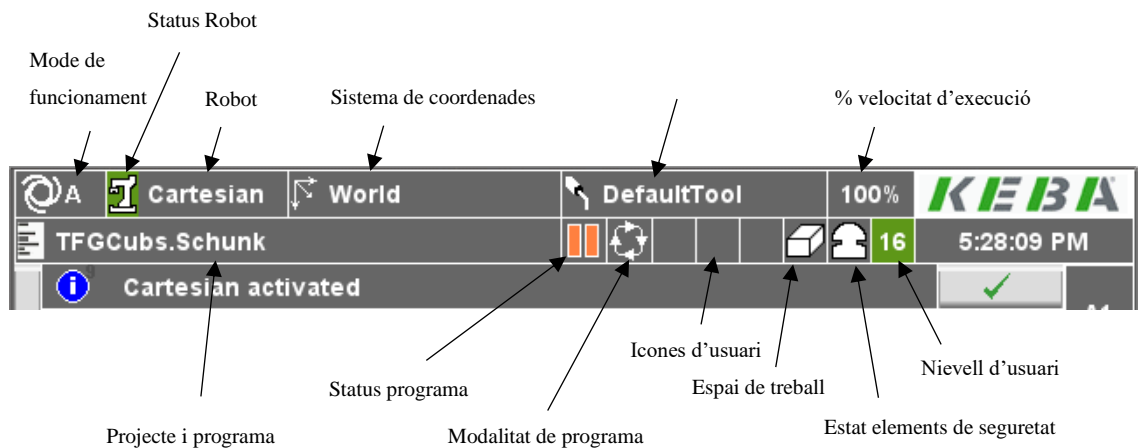 Status Robot
Mode de
funcionament
Robot
Sistema de coordenades
% velocitat d’execució
A
Cartesian
World
DefaultTool
100%
KEBA
TFGCubs.Schunk
16
5:28:09 PM
i
9
Cartesian activated
Icones d’usuari
Nievell d’usuari
Status programa
Espai de treball
Projecte i programa
Modalitat de programa
Estat elements de seguretat